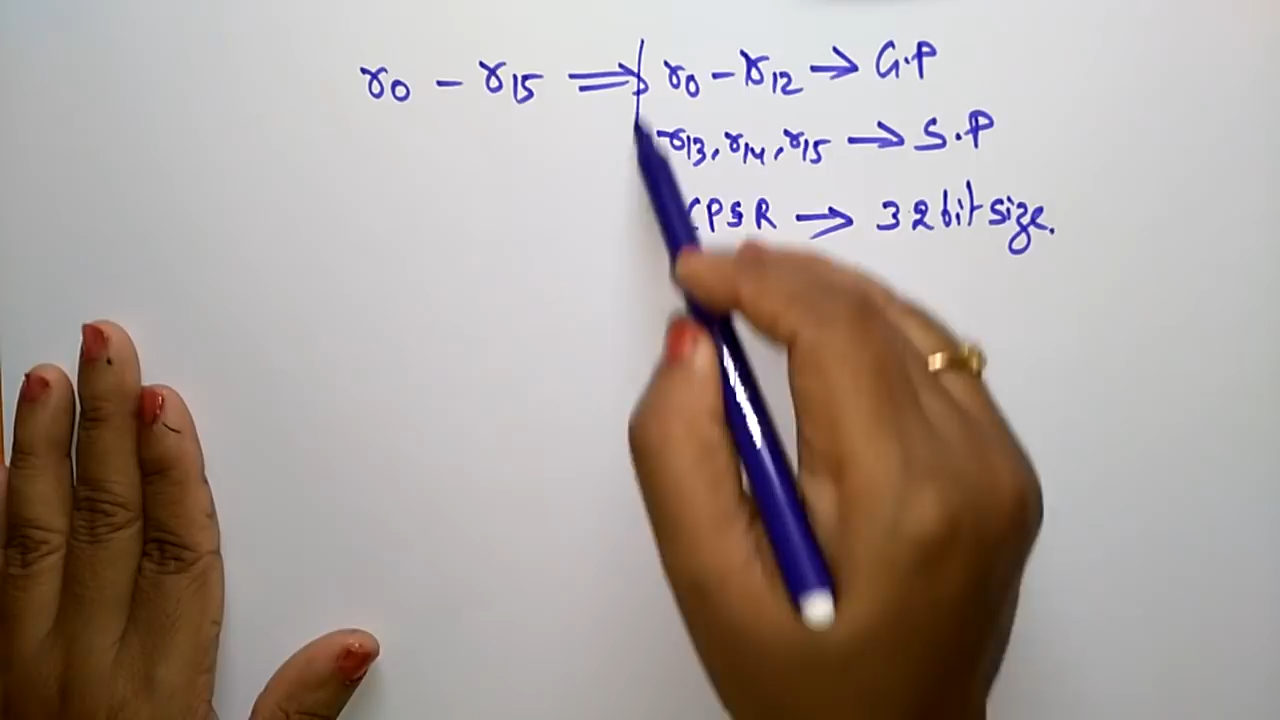 r0 - r15 ⇒ r0 - r12 → G.P
r13, r14, r15 → S.P
CPSR → 32 bit size.